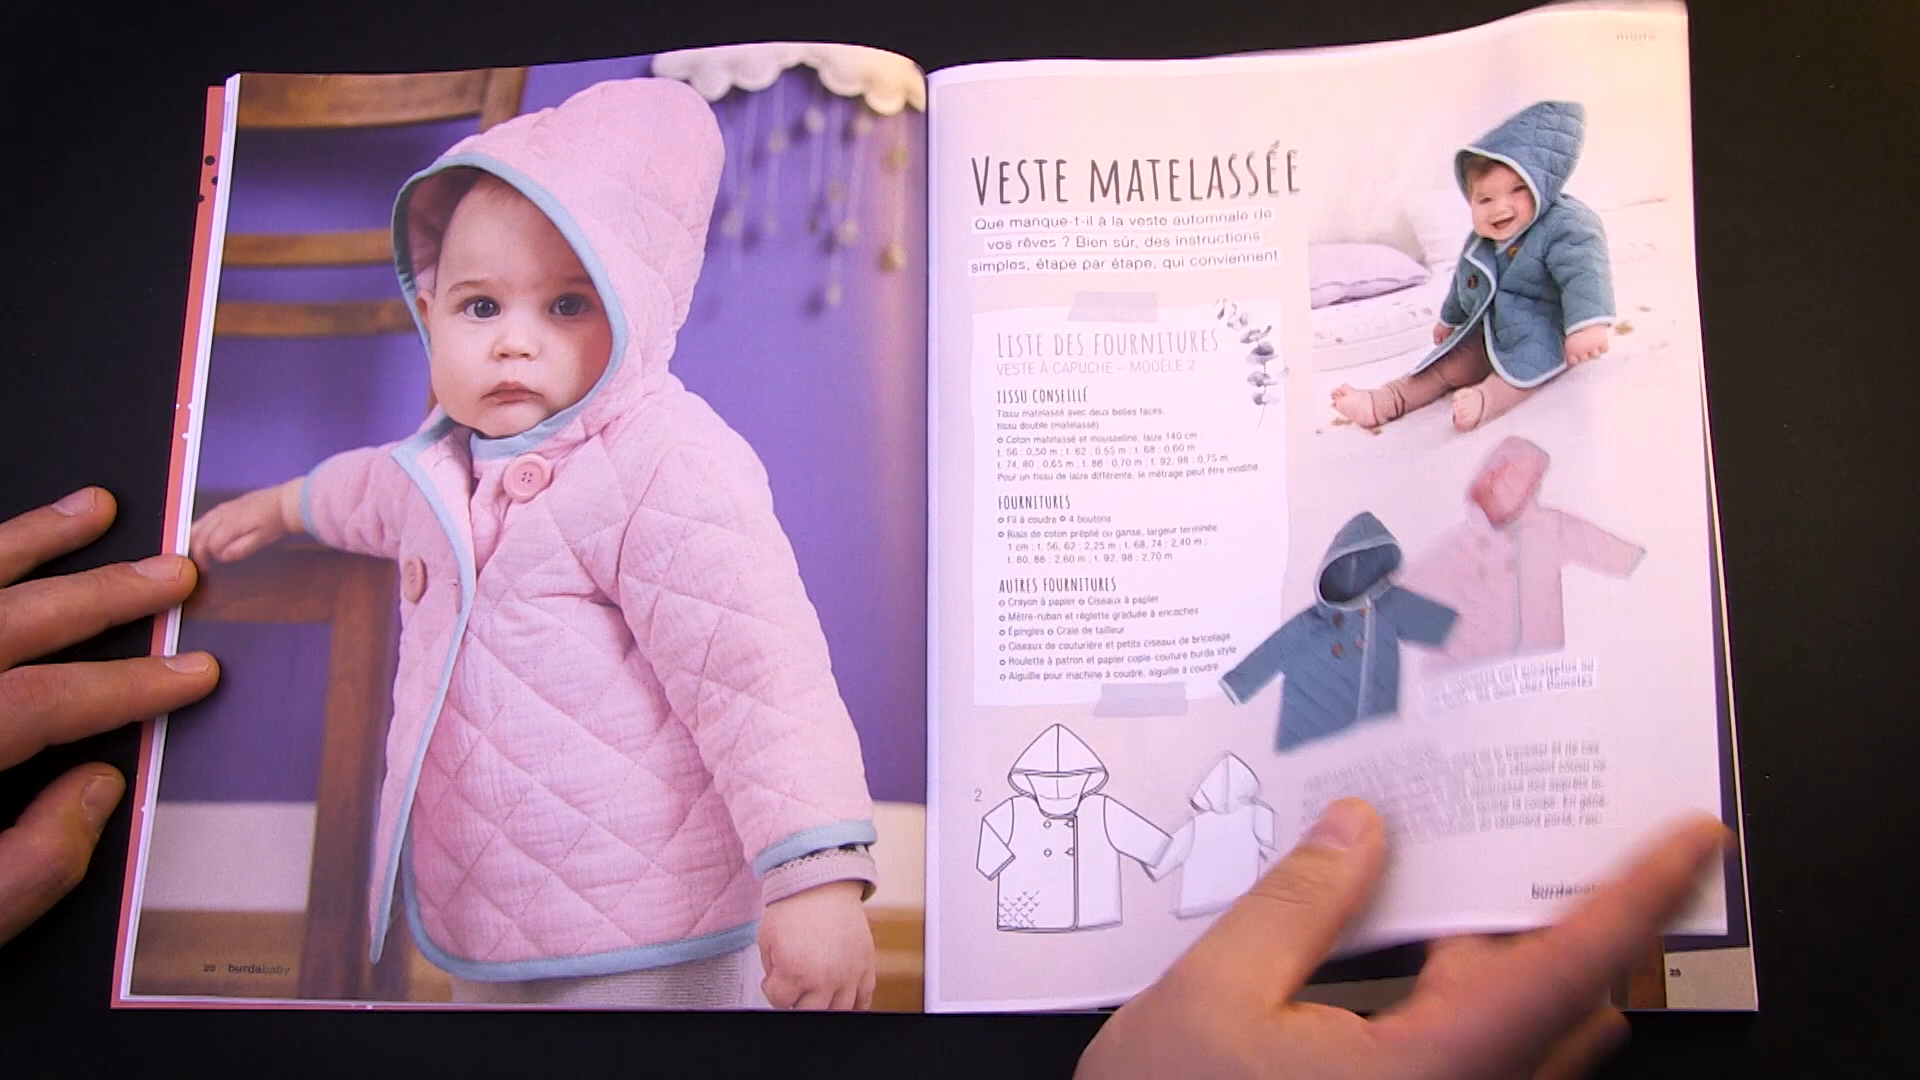 mode
VESTE MATELASSÉE
Que manque-t-il à la veste automnale de
vos rêves ? Bien sûr, des instructions
simples, étape par étape, qui conviennent
LISTE DES FOURNITURES
VESTE À CAPUCHE – MODÈLE 2
TISSU CONSEILLÉ
Tissu matelassé avec deux belles faces,
tissu double (matelassé)
Coton matelassé et mousseline, laize 140 cm :
t. 56 : 0,50 m ; t. 62 : 0,55 m ; t. 68 : 0,60 m
t. 74, 80 : 0,65 m ; t. 86 : 0,70 m ; t. 92, 98 : 0,75 m
Pour un tissu de laize différente, le métrage peut être modifié.
FOURNITURES
Fil à coudre 4 boutons
Biais de coton préplié ou ganse, largeur terminée
1 cm : t. 56, 62 : 2,25 m ; t. 68, 74 : 2,40 m ;
t. 80, 86 : 2,60 m ; t. 92, 98 : 2,70 m
AUTRES FOURNITURES
Crayon à papier Ciseaux à papier
Mètre-ruban et réglette graduée à encoches
Épingles Craie de tailleur
Ciseaux de couturière et petits ciseaux de bricolage
Roulette à patron et papier copie-couture burda style
Aiguille pour machine à coudre, aiguille à coudre
2
burdababy
20 burdababy
23